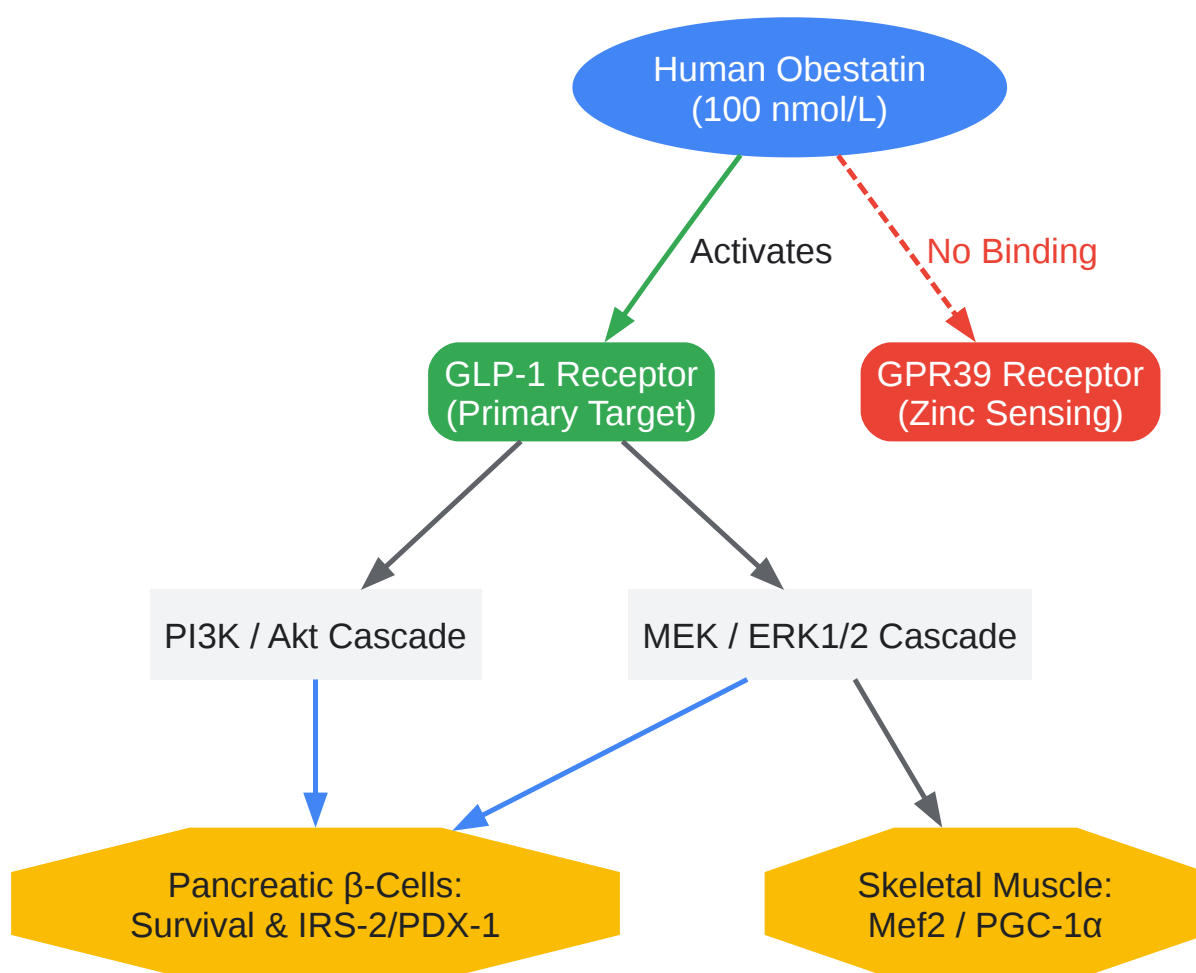 Human Obestatin
(100 nmol/L)
Activates
No Binding
GLP-1 Receptor
(Primary Target)
GPR39 Receptor
(Zinc Sensing)
PI3K / Akt Cascade
MEK / ERK1/2 Cascade
Pancreatic β-Cells:
Survival & IRS-2/PDX-1
Skeletal Muscle:
Mef2 / PGC-1α